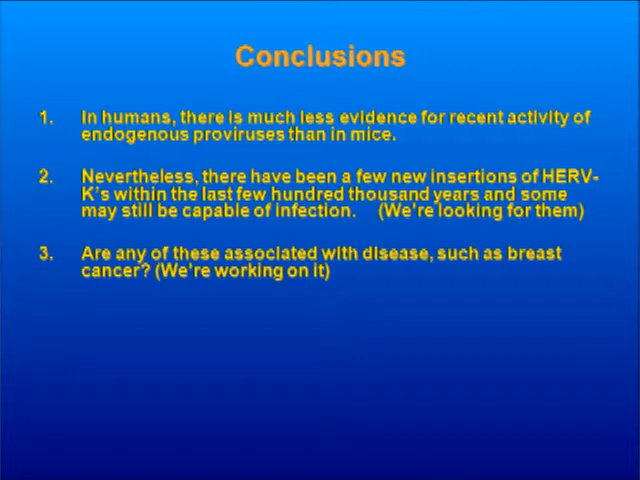 Conclusions
1. In humans, there is much less evidence for recent activity of
endogenous proviruses than in mice.
2. Nevertheless, there have been a few new insertions of HERV-
K's within the last few hundred thousand years and some
may still be capable of infection. (We're looking for them)
3. Are any of these associated with disease, such as breast
cancer? (We're working on it)